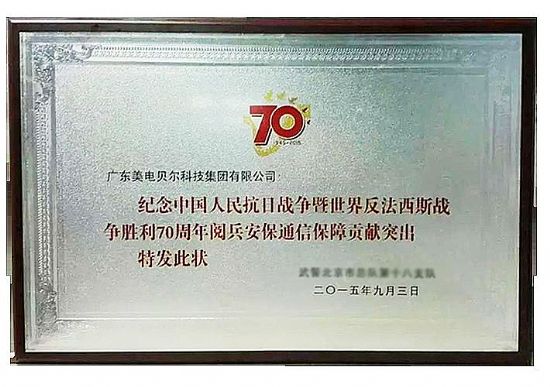 70
1945-2015
广东美电贝尔科技集团有限公司:
纪念中国人民抗日战争暨世界反法西斯战
争胜利70周年阅兵安保通信保障贡献突出
特发此状
武警北京市总队第十八支队
二〇一五年九月三日